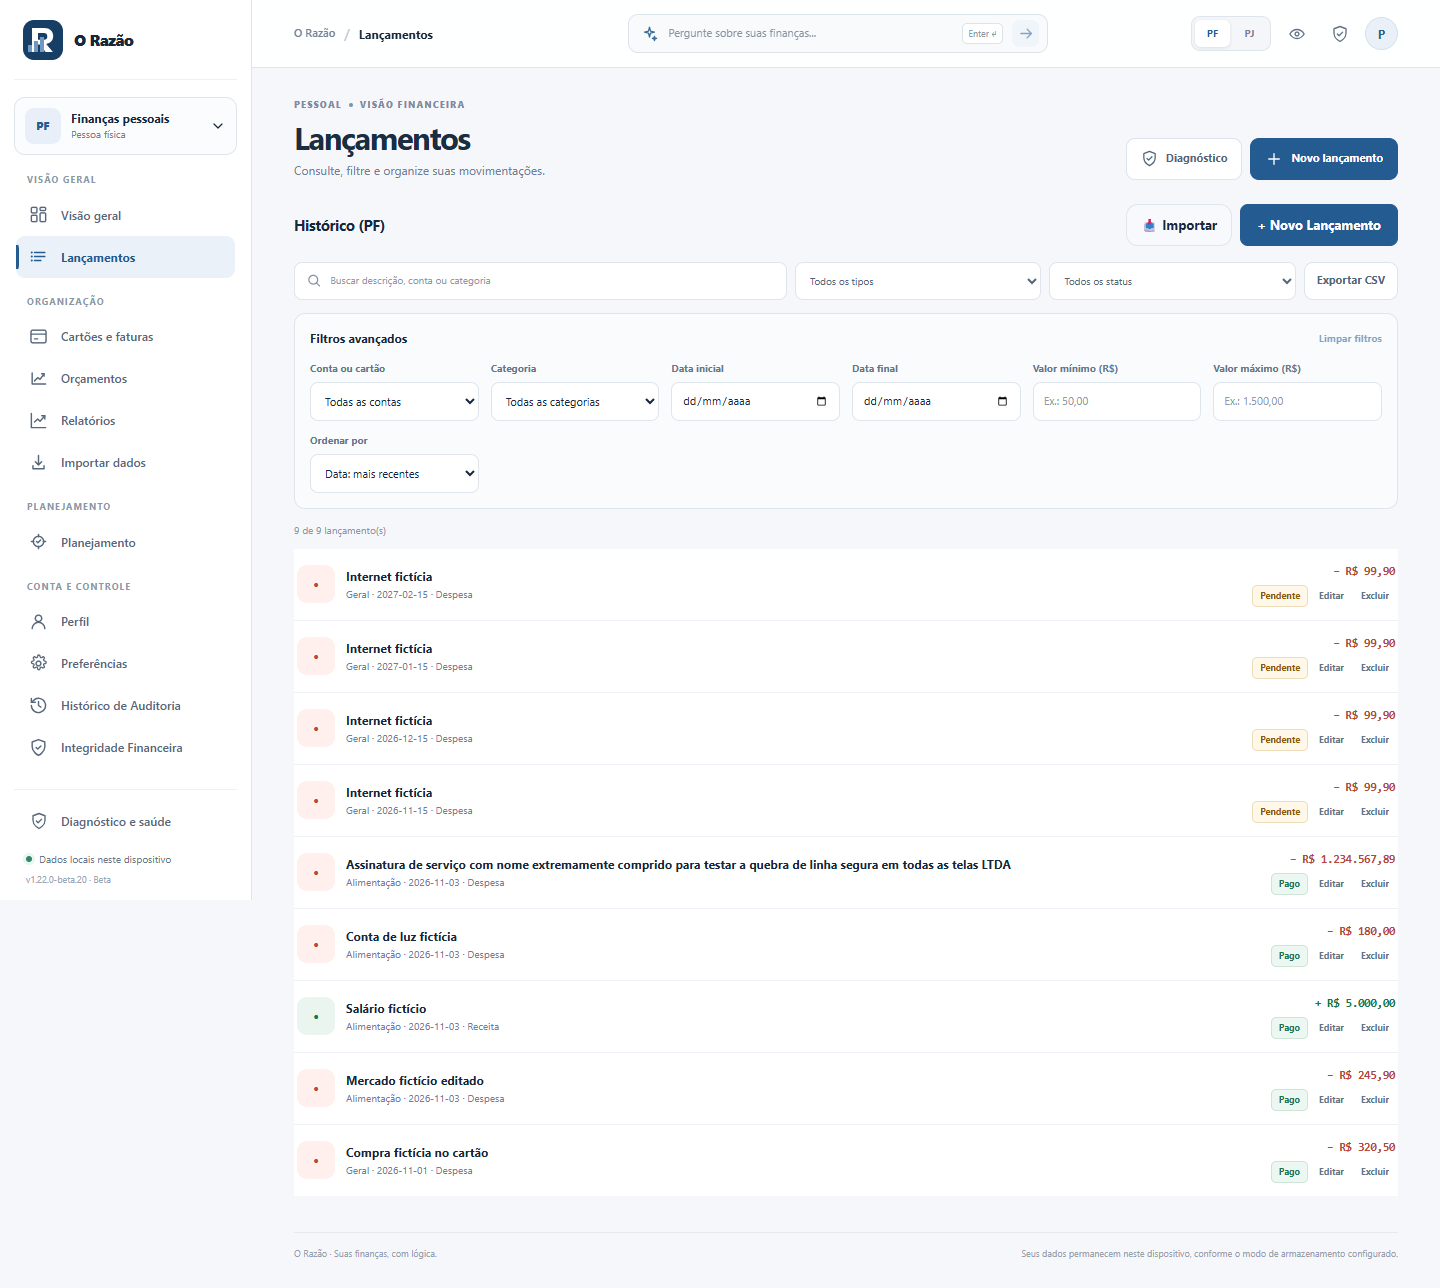 O Razão
PF
Finanças pessoais
Pessoa física
VISÃO GERAL
Visão geral
Lançamentos
ORGANIZAÇÃO
Cartões e faturas
Orçamentos
Relatórios
Importar dados
PLANEJAMENTO
Planejamento
CONTA E CONTROLE
Perfil
Preferências
Histórico de Auditoria
Integridade Financeira
Diagnóstico e saúde
Dados locais neste dispositivo
v1.22.0-beta.20 · Beta
O Razão / Lançamentos
Pergunte sobre suas finanças...
Enter ↲
PF PJ
P
PESSOAL • VISÃO FINANCEIRA
Lançamentos
Consulte, filtre e organize suas movimentações.
Diagnóstico
Novo lançamento
Histórico (PF)
Importar
+ Novo Lançamento
Buscar descrição, conta ou categoria
Todos os tipos
Todos os status
Exportar CSV
Filtros avançados
Limpar filtros
Conta ou cartão
Todas as contas
Categoria
Todas as categorias
Data inicial
dd/mm/aaaa
Data final
dd/mm/aaaa
Valor mínimo (R$)
Ex.: 50,00
Valor máximo (R$)
Ex.: 1.500,00
Ordenar por
Data: mais recentes
9 de 9 lançamento(s)
Internet fictícia
Geral · 2027-02-15 · Despesa
− R$ 99,90
Pendente Editar Excluir
Internet fictícia
Geral · 2027-01-15 · Despesa
− R$ 99,90
Pendente Editar Excluir
Internet fictícia
Geral · 2026-12-15 · Despesa
− R$ 99,90
Pendente Editar Excluir
Internet fictícia
Geral · 2026-11-15 · Despesa
− R$ 99,90
Pendente Editar Excluir
Assinatura de serviço com nome extremamente comprido para testar a quebra de linha segura em todas as telas LTDA
Alimentação · 2026-11-03 · Despesa
− R$ 1.234.567,89
Pago Editar Excluir
Conta de luz fictícia
Alimentação · 2026-11-03 · Despesa
− R$ 180,00
Pago Editar Excluir
Salário fictício
Alimentação · 2026-11-03 · Receita
+ R$ 5.000,00
Pago Editar Excluir
Mercado fictício editado
Alimentação · 2026-11-03 · Despesa
− R$ 245,90
Pago Editar Excluir
Compra fictícia no cartão
Geral · 2026-11-01 · Despesa
− R$ 320,50
Pago Editar Excluir
O Razão · Suas finanças, com lógica.
Seus dados permanecem neste dispositivo, conforme o modo de armazenamento configurado.